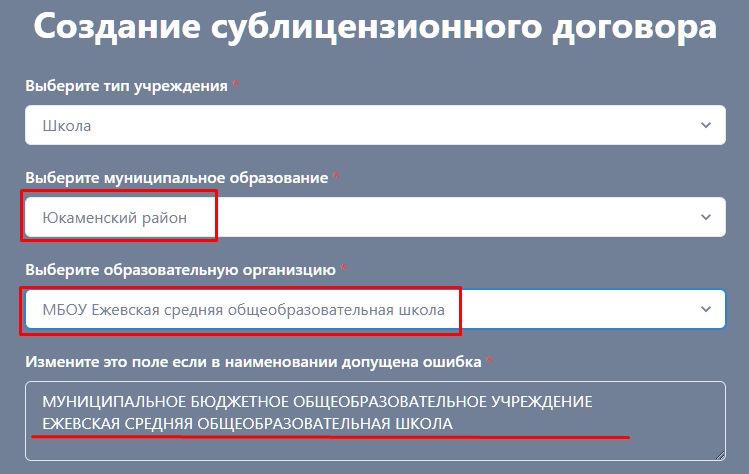 Создание сублицензионного договора
Выберите тип учреждения *
Школа
Выберите муниципальное образование *
Юкаменский район
Выберите образовательную организцию *
МБОУ Ежевская средняя общеобразовательная школа
Измените это поле если в наименовании допущена ошибка *
МУНИЦИПАЛЬНОЕ БЮДЖЕТНОЕ ОБЩЕОБРАЗОВАТЕЛЬНОЕ УЧРЕЖДЕНИЕ
ЕЖЕВСКАЯ СРЕДНЯЯ ОБЩЕОБРАЗОВАТЕЛЬНАЯ ШКОЛА